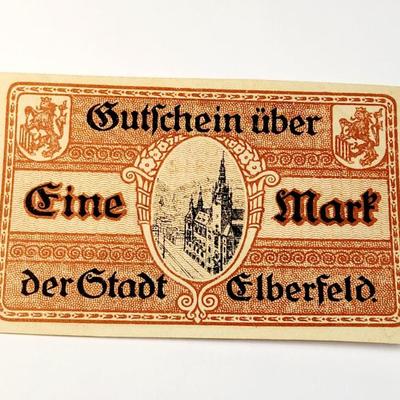 Gutschein über
Eine Mark
der Stadt Elberfeld.